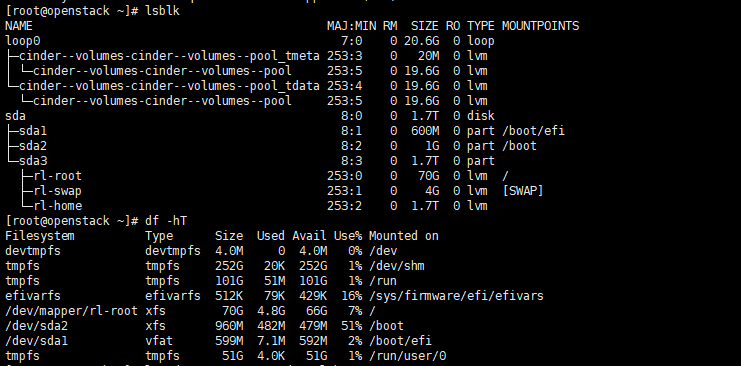 [root@openstack ~]# lsblk
NAME                                          MAJ:MIN RM  SIZE RO TYPE MOUNTPOINTS
loop0                                           7:0    0 20.6G  0 loop
├─cinder--volumes-cinder--volumes--pool_tmeta 253:3    0   20M  0 lvm
│ └─cinder--volumes-cinder--volumes--pool     253:5    0 19.6G  0 lvm
└─cinder--volumes-cinder--volumes--pool_tdata 253:4    0 19.6G  0 lvm
  └─cinder--volumes-cinder--volumes--pool     253:5    0 19.6G  0 lvm
sda                                             8:0    0  1.7T  0 disk
├─sda1                                          8:1    0  600M  0 part /boot/efi
├─sda2                                          8:2    0    1G  0 part /boot
└─sda3                                          8:3    0  1.7T  0 part
  ├─rl-root                                   253:0    0   70G  0 lvm  /
  ├─rl-swap                                   253:1    0    4G  0 lvm  [SWAP]
  └─rl-home                                   253:2    0  1.7T  0 lvm
[root@openstack ~]# df -hT
Filesystem          Type      Size  Used Avail Use% Mounted on
devtmpfs            devtmpfs  4.0M     0  4.0M   0% /dev
tmpfs               tmpfs     252G   20K  252G   1% /dev/shm
tmpfs               tmpfs     101G   51M  101G   1% /run
efivarfs            efivarfs  512K   79K  429K  16% /sys/firmware/efi/efivars
/dev/mapper/rl-root xfs        70G  4.8G   66G   7% /
/dev/sda2           xfs       960M  482M  479M  51% /boot
/dev/sda1           vfat      599M  7.1M  592M   2% /boot/efi
tmpfs               tmpfs      51G  4.0K   51G   1% /run/user/0